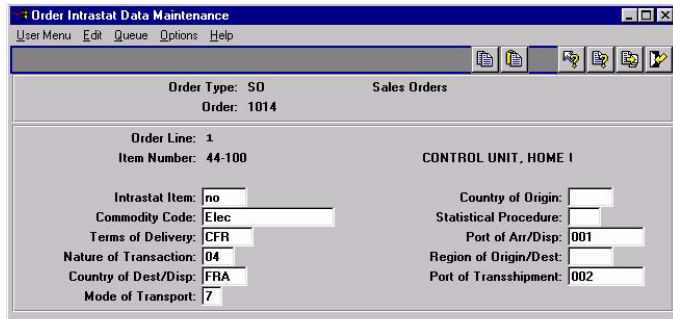 Order Intrastat Data Maintenance
User Menu Edit Queue Options Help
Order Type: SO Sales Orders
Order: 1014
Order Line: 1
Item Number: 44-100 CONTROL UNIT, HOME
Intrastat Item: no Country of Origin:
Commodity Code: Elec Statistical Procedure:
Terms of Delivery: CFR Port of Arr/Disp: 001
Nature of Transaction: 04 Region of Origin/Dest:
Country of Dest/Disp: FRA Port of Transshipment: 002
Mode of Transport: 7